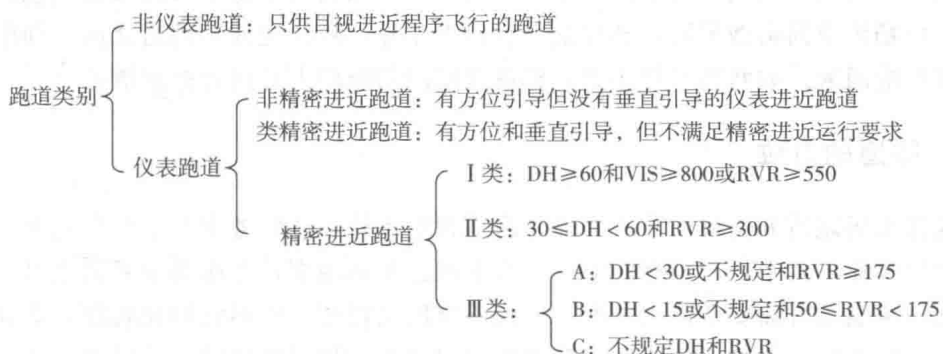 非仪表跑道：只供目视进近程序飞行的跑道
跑道类别
非精密进近跑道：有方位引导但没有垂直引导的仪表进近跑道
类精密进近跑道：有方位和垂直引导，但不满足精密进近运行要求
仪表跑道
Ⅰ类：DH≥60和VIS≥800或RVR≥550
精密进近跑道
Ⅱ类：30≤DH<60和RVR≥300
A：DH<30或不规定和RVR≥175
Ⅲ类：
B：DH<15或不规定和50≤RVR<175
C：不规定DH和RVR